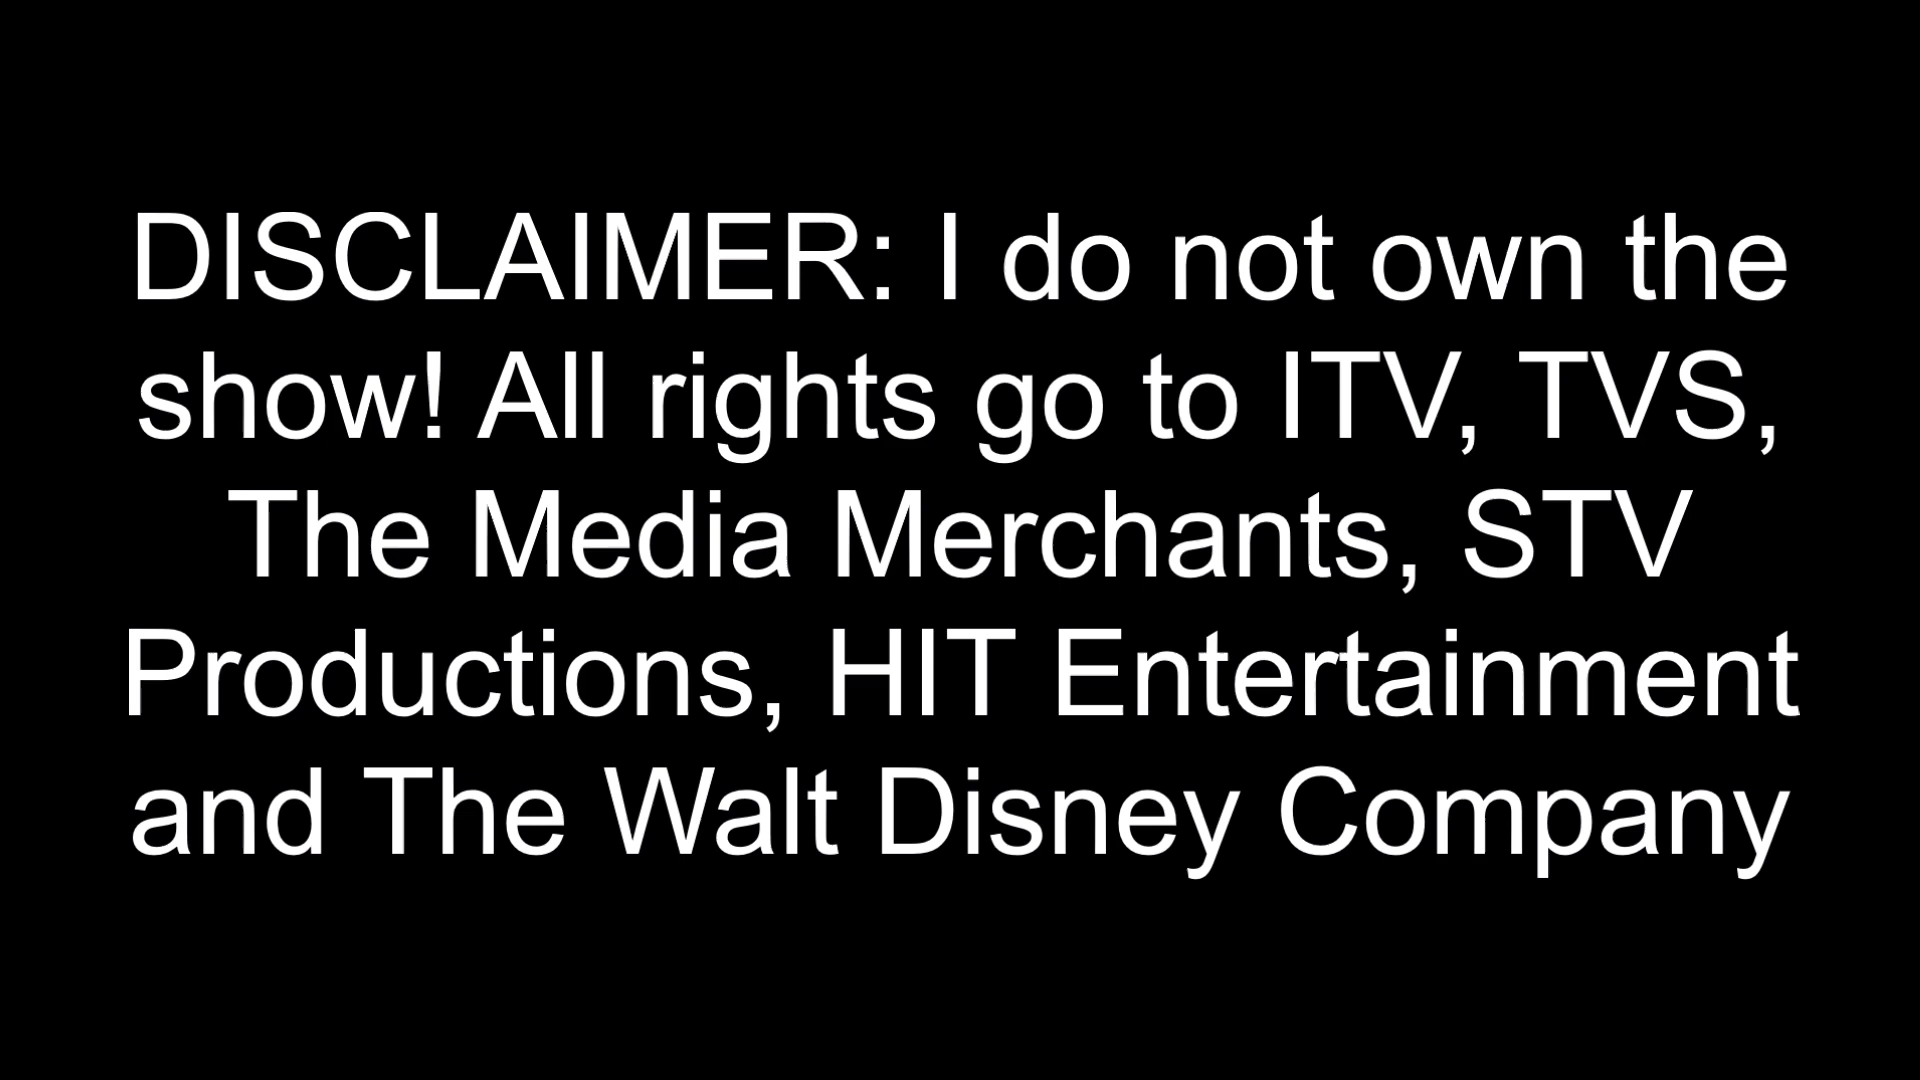 DISCLAIMER: I do not own the
show! All rights go to ITV, TVS,
The Media Merchants, STV
Productions, HIT Entertainment
and The Walt Disney Company